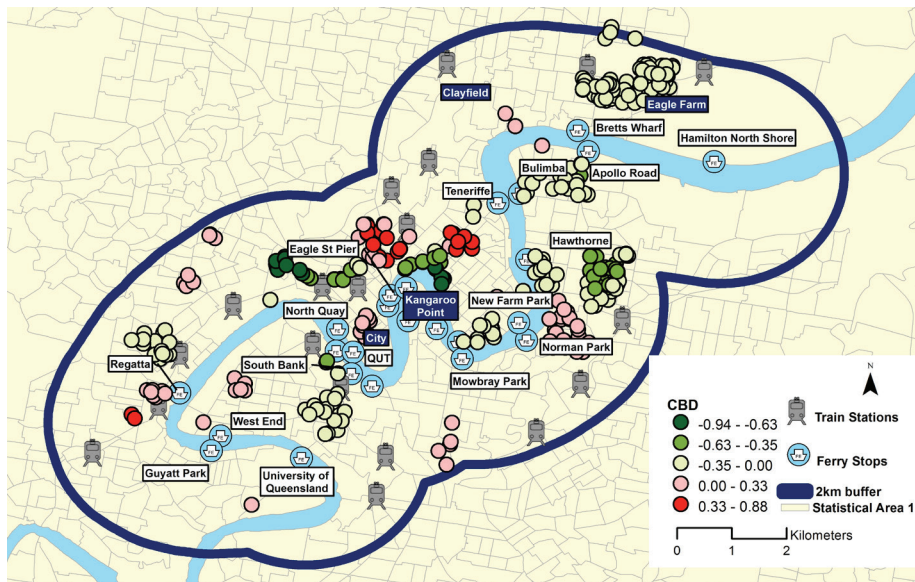 Clayfield
Eagle Farm
Bretts Wharf
Hamilton North Shore
Bulimba
Apollo Road
Teneriffe
Eagle St Pier
Hawthorne
Kangaroo
Point
New Farm Park
North Quay
City
Norman Park
QUT
South Bank
Regatta
Mowbray Park
West End
Guyatt Park
University of
Queensland
CBD
-0.94 - -0.63
-0.63 - -0.35
-0.35 - 0.00
0.00 - 0.33
0.33 - 0.88
N
Train Stations
FE
Ferry Stops
2km buffer
Statistical Area 1
Kilometers
0 1 2